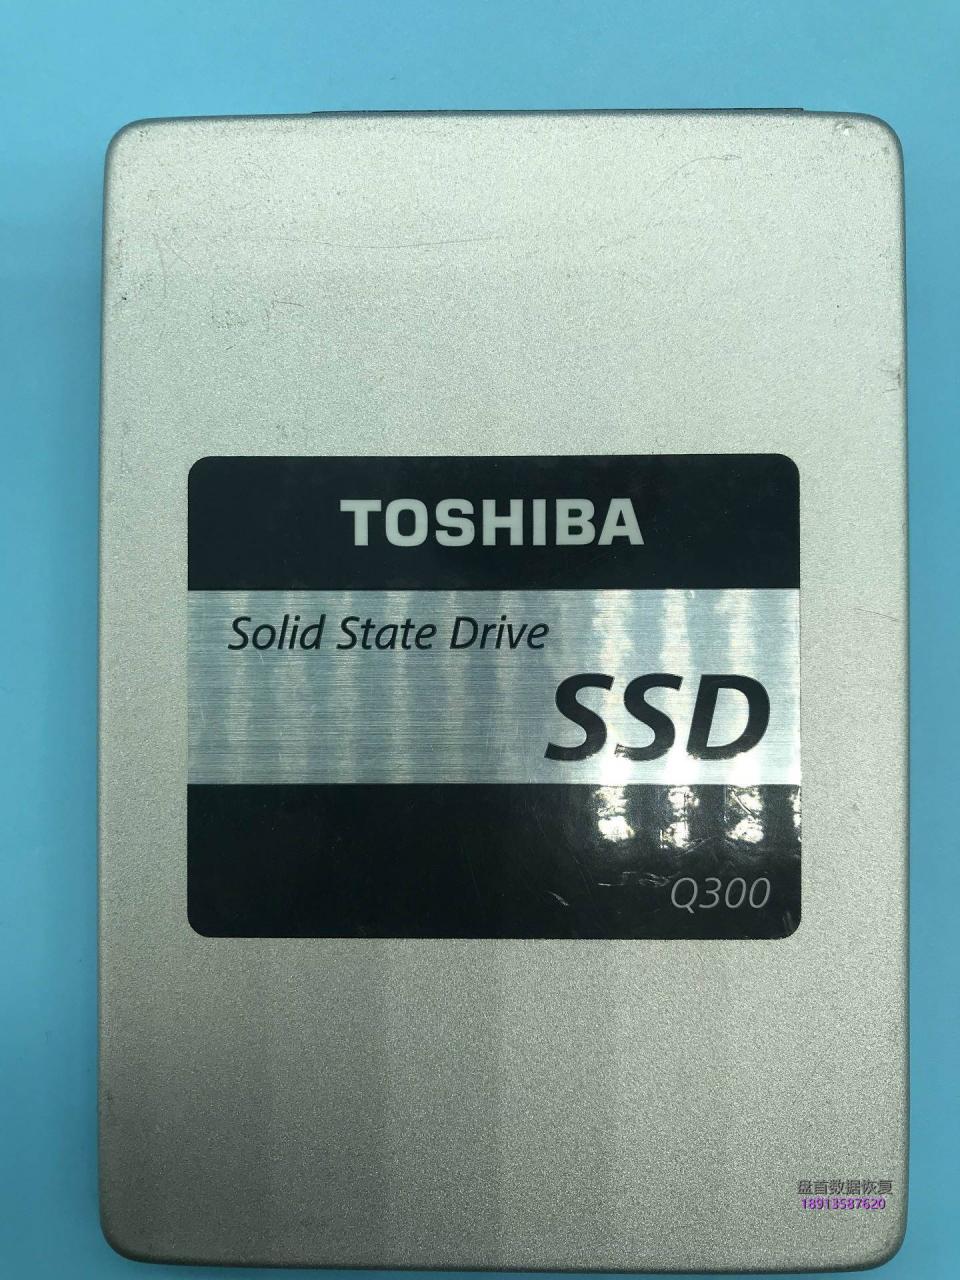 TOSHIBA
Solid State Drive
SSD
Q300
盘首数据恢复
18913587620